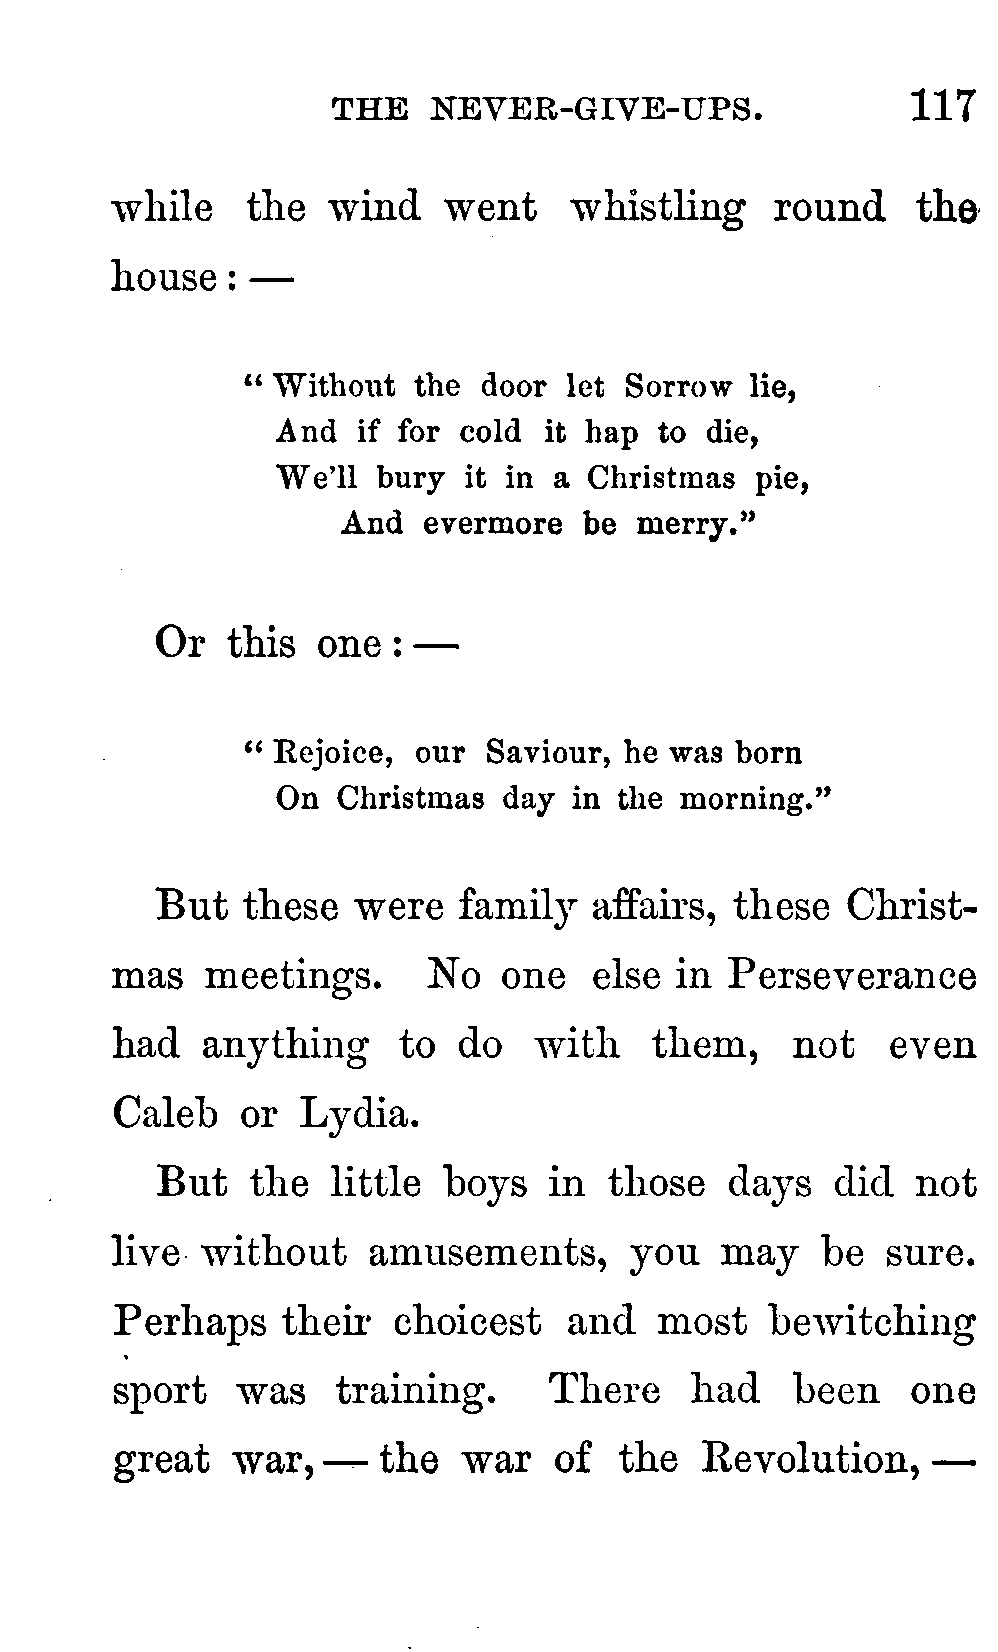 THE NEVER-GIVE-UPS. 117
while the wind went whistling round the
house : —
“ Without the door let Sorrow lie,
And if for cold it hap to die,
We’ll bury it in a Christmas pie,
And evermore be merry.”
Or this one : —
“ Rejoice, our Saviour, he was born
On Christmas day in the morning.”
But these were family affairs, these Christ-
mas meetings. No one else in Perseverance
had anything to do with them, not even
Caleb or Lydia.
But the little boys in those days did not
live without amusements, you may be sure.
Perhaps their choicest and most bewitching
sport was training. There had been one
great war, — the war of the Revolution, —